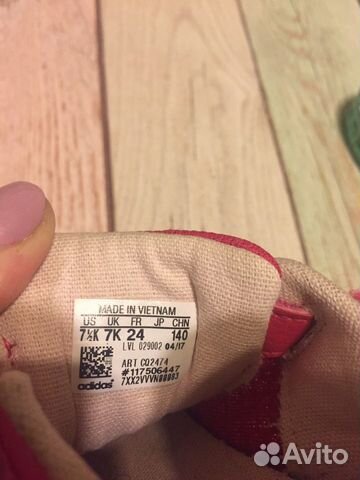 MADE IN VIETNAM
US UK FR JP CHN
7½K 7K 24 140
LVL 029002 04/17
ART CQ2474
#117506447
adidas
Avito